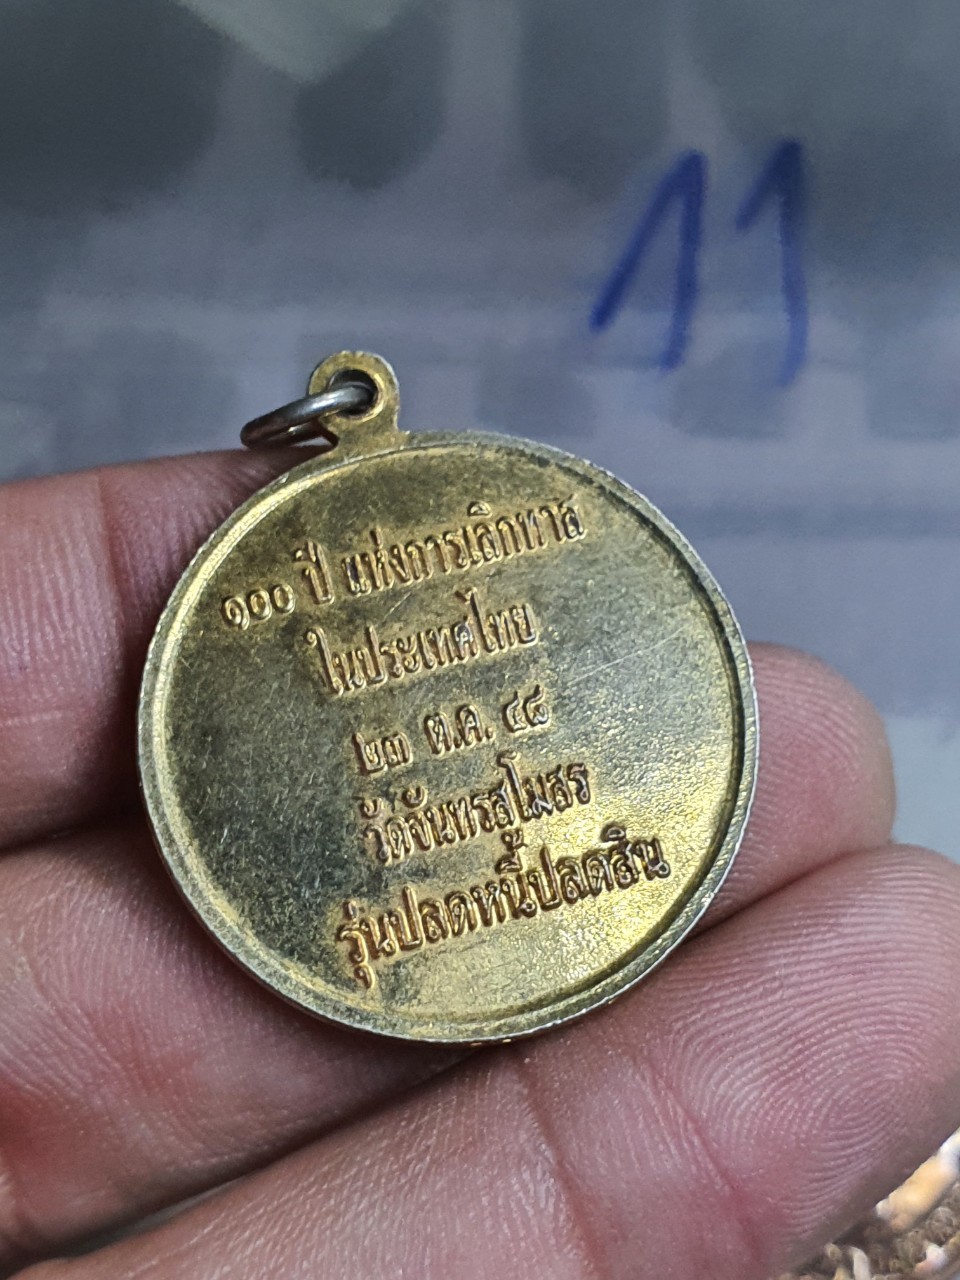 11
๑๐๐ ปี แห่งการเลิกทาส
ในประเทศไทย
๒๓ ต.ค. ๔๘
วัดจันทรสุโมสร
รุ่นปลดหนี้ปลดสิน